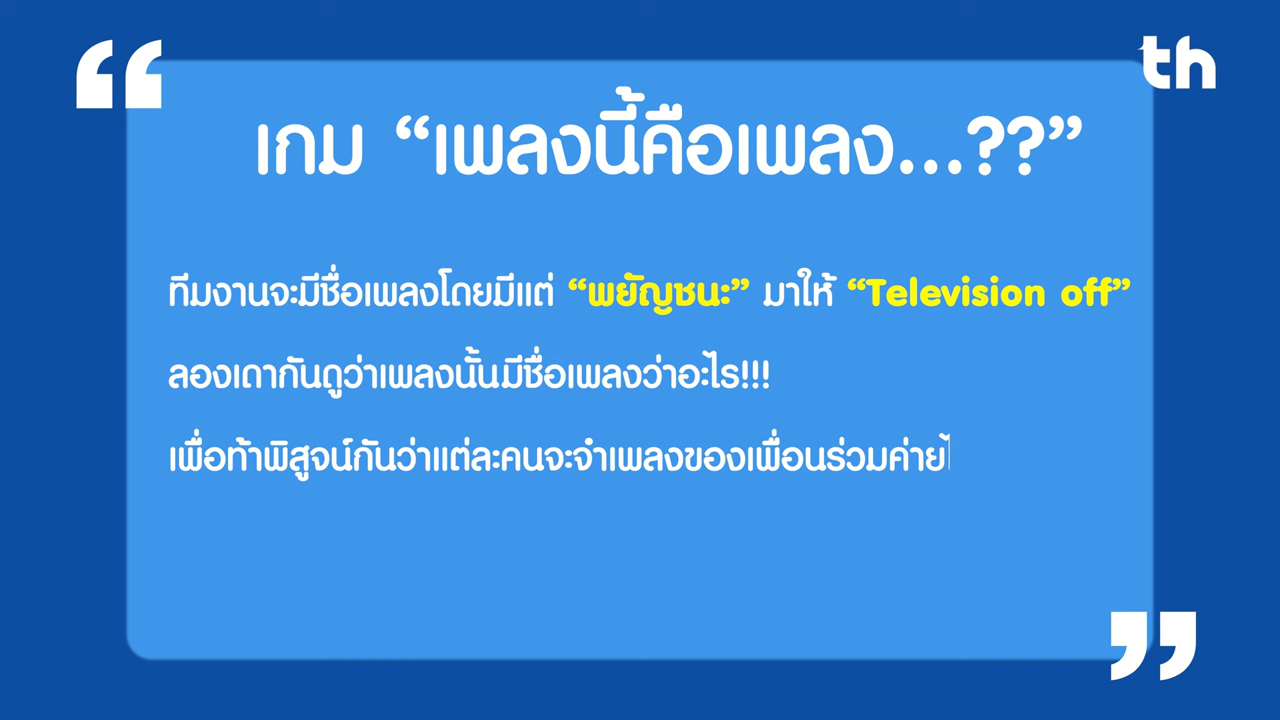 th
เกม “เพลงนี้คือเพลง...??”
ทีมงานจะมีชื่อเพลงโดยมีแต่ “พยัญชนะ” มาให้ “Television off”
ลองเดากันดูว่าเพลงนั้นมีชื่อเพลงว่าอะไร!!!
เพื่อท้าพิสูจน์กันว่าแต่ละคนจะจำเพลงของเพื่อนร่วมค่าย